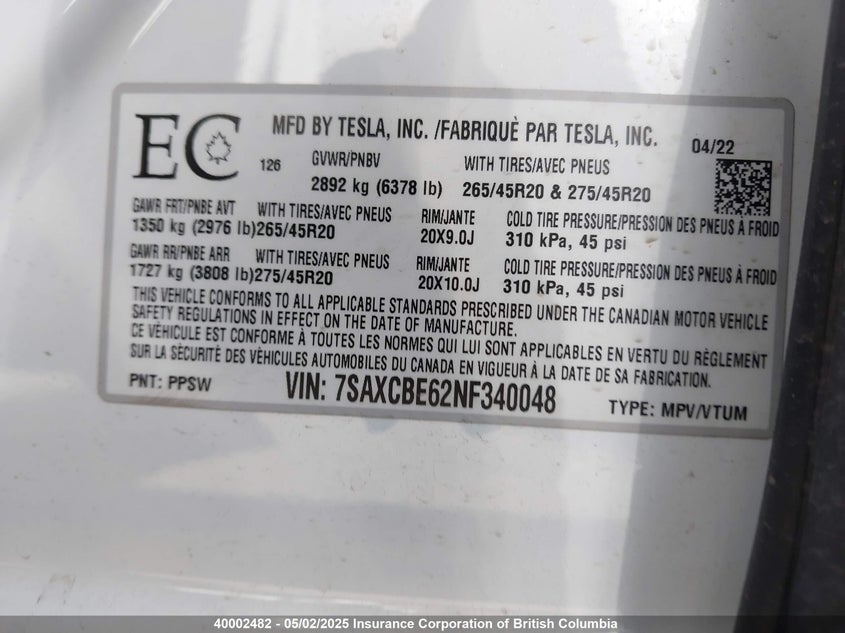 EC
MFD BY TESLA, INC. /FABRIQUÈ PAR TESLA, INC. 04/22
126 GVWR/PNBV WITH TIRES/AVEC PNEUS
2892 kg (6378 lb) 265/45R20 & 275/45R20
GAWR FRT/PNBE AVT WITH TIRES/AVEC PNEUS RIM/JANTE COLD TIRE PRESSURE/PRESSION DES PNEUS À FROID
1350 kg (2976 lb)265/45R20 20X9.0J 310 kPa, 45 psi
GAWR RR/PNBE ARR WITH TIRES/AVEC PNEUS RIM/JANTE COLD TIRE PRESSURE/PRESSION DES PNEUS À FROID
1727 kg (3808 lb)275/45R20 20X10.0J 310 kPa, 45 psi
THIS VEHICLE CONFORMS TO ALL APPLICABLE STANDARDS PRESCRIBED UNDER THE CANADIAN MOTOR VEHICLE
SAFETY REGULATIONS IN EFFECT ON THE DATE OF MANUFACTURE.
CE VÉHICULE EST CONFORME À TOUTES LES NORMES QUI LUI SONT APPLICABLES EN VERTU DU RÈGLEMENT
SUR LA SÉCURITÉ DES VÉHICULES AUTOMOBILES DU CANADA EN VIGUEUR À LA DATE DE SA FABRICATION.
PNT: PPSW VIN: 7SAXCBE62NF340048 TYPE: MPV/VTUM
40002482 - 05/02/2025 Insurance Corporation of British Columbia